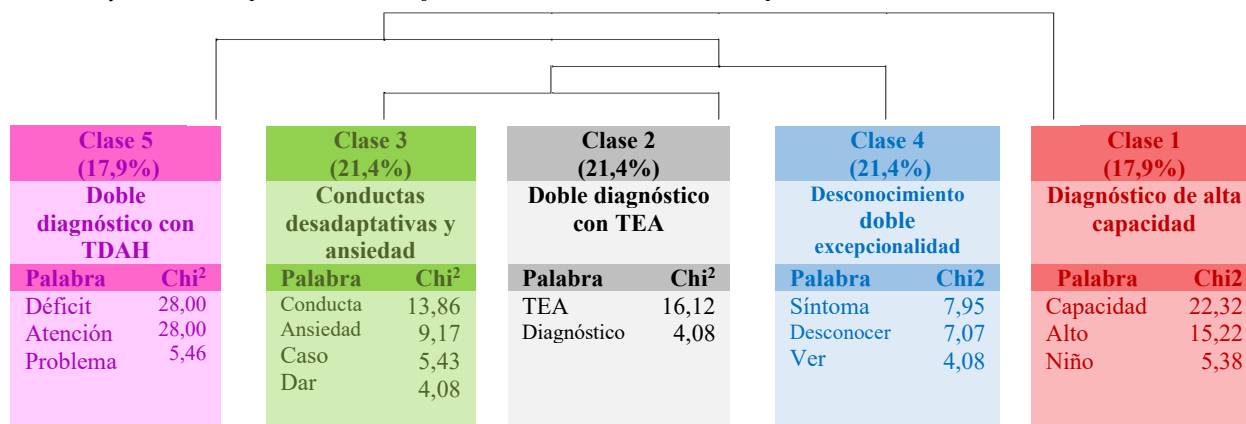 Clase 5
(17,9%)
Doble
diagnóstico con
TDAH
Palabra Chi²
Déficit 28,00
Atención 28,00
Problema 5,46
Clase 3
(21,4%)
Conductas
desadaptativas y
ansiedad
Palabra Chi²
Conducta 13,86
Ansiedad 9,17
Caso 5,43
Dar 4,08
Clase 2
(21,4%)
Doble diagnóstico
con TEA
Palabra Chi²
TEA 16,12
Diagnóstico 4,08
Clase 4
(21,4%)
Desconocimiento
doble
excepcionalidad
Palabra Chi2
Síntoma 7,95
Desconocer 7,07
Ver 4,08
Clase 1
(17,9%)
Diagnóstico de alta
capacidad
Palabra Chi2
Capacidad 22,32
Alto 15,22
Niño 5,38